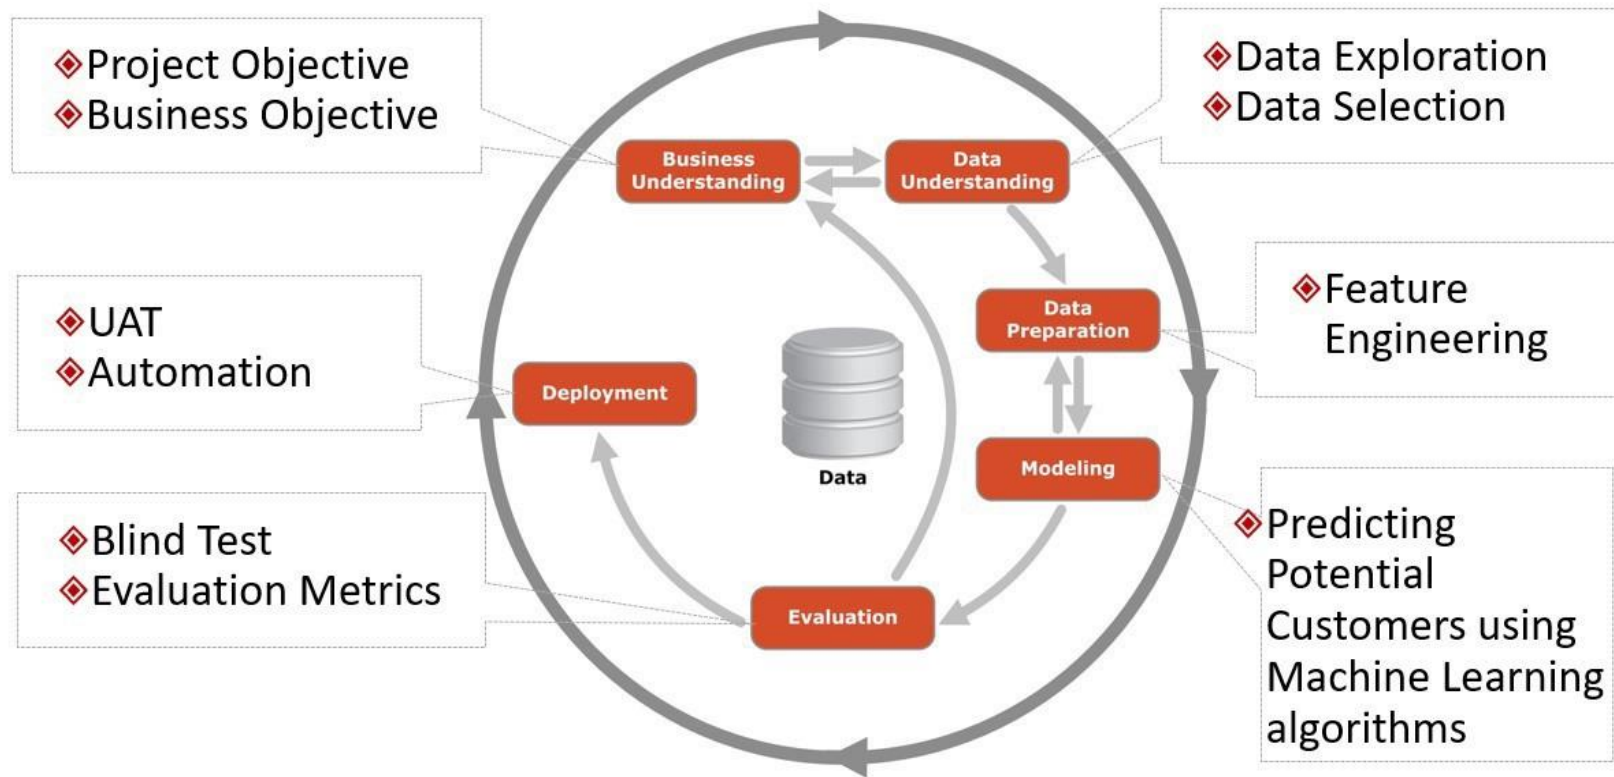 Project Objective
Business Objective
Data Exploration
Data Selection
Business
Understanding
Data
Understanding
UAT
Automation
Data
Preparation
Feature
Engineering
Deployment
Data
Modeling
Blind Test
Evaluation Metrics
Evaluation
Predicting
Potential
Customers using
Machine Learning
algorithms